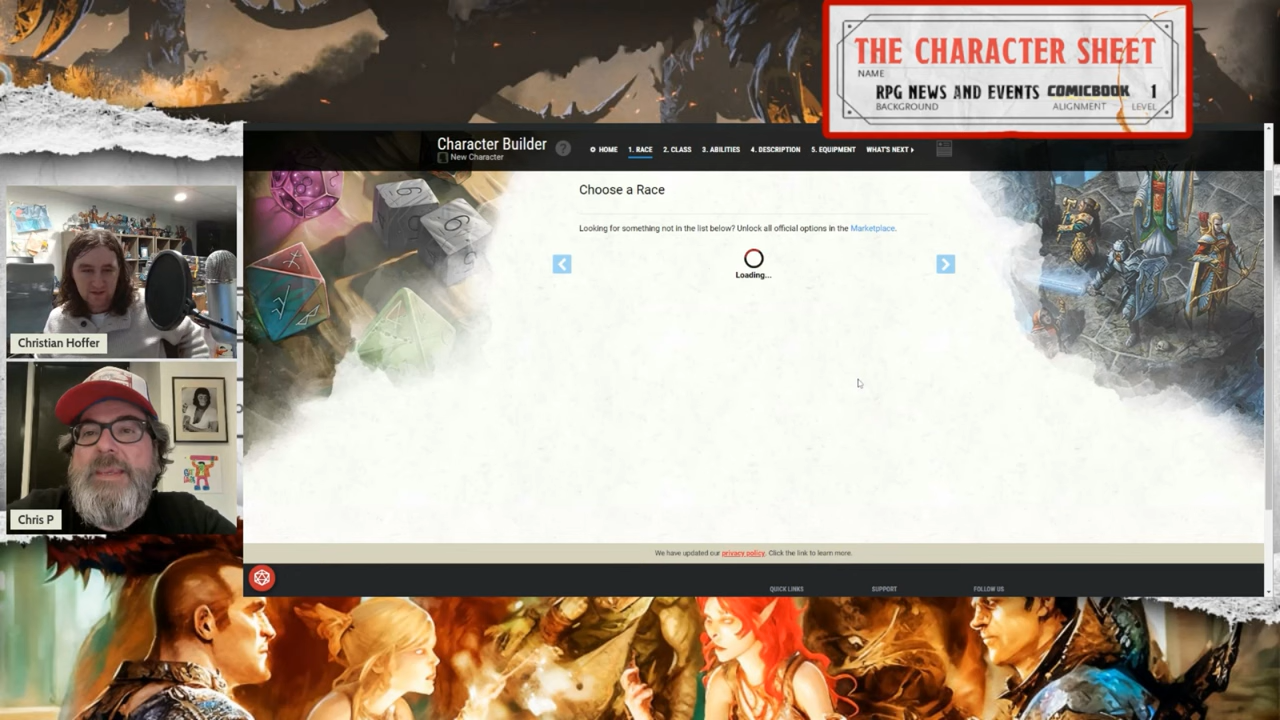 THE CHARACTER SHEET
NAME
RPG NEWS AND EVENTS COMICBOOK 1
BACKGROUND ALIGNMENT LEVEL
Character Builder
New Character
? HOME 1. RACE 2. CLASS 3. ABILITIES 4. DESCRIPTION 5. EQUIPMENT WHAT'S NEXT
Choose a Race
Looking for something not in the list below? Unlock all official options in the Marketplace.
Loading...
Christian Hoffer
Chris P
We have updated our privacy policy. Click the link to learn more.
QUICK LINKS SUPPORT FOLLOW US